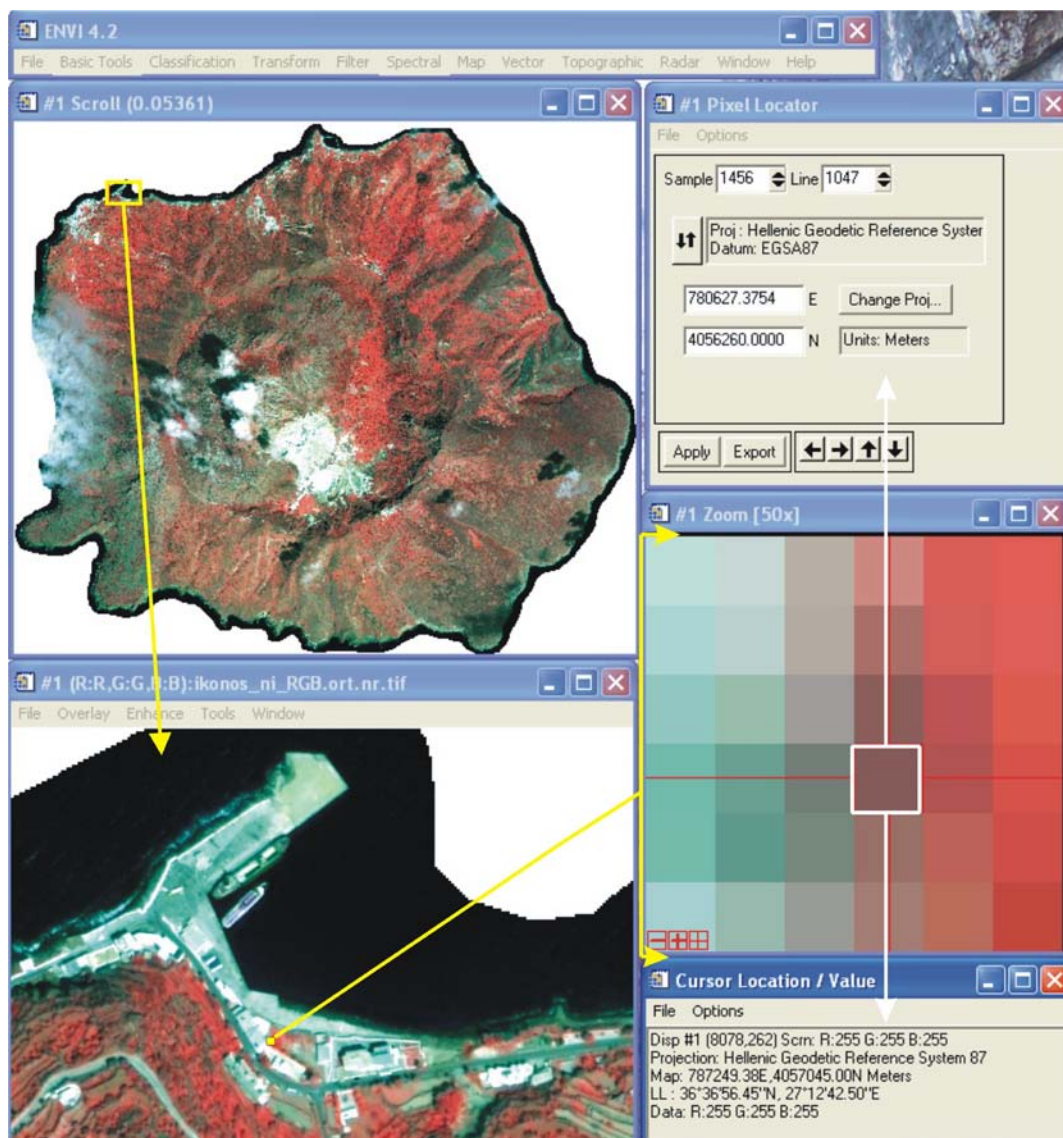 ENVI 4.2
File Basic Tools Classification Transform Filter Spectral Map Vector Topographic Radar Window Help
#1 Scroll (0.05361)
#1 Pixel Locator
File Options
Sample 1456 Line 1047
Proj : Hellenic Geodetic Reference Syster
Datum: EGSA87
780627.3754 E Change Proj...
4056260.0000 N Units: Meters
Apply Export
#1 Zoom [50x]
#1 (R:R,G:G,B:B):ikonos_ni_RGB.ort.nr.tif
File Overlay Enhance Tools Window
Cursor Location / Value
File Options
Disp #1 (8078,262) Scrn: R:255 G:255 B:255
Projection: Hellenic Geodetic Reference System 87
Map: 787249.38E,4057045.00N Meters
LL : 36°36'56.45"N, 27°12'42.50"E
Data: R:255 G:255 B:255